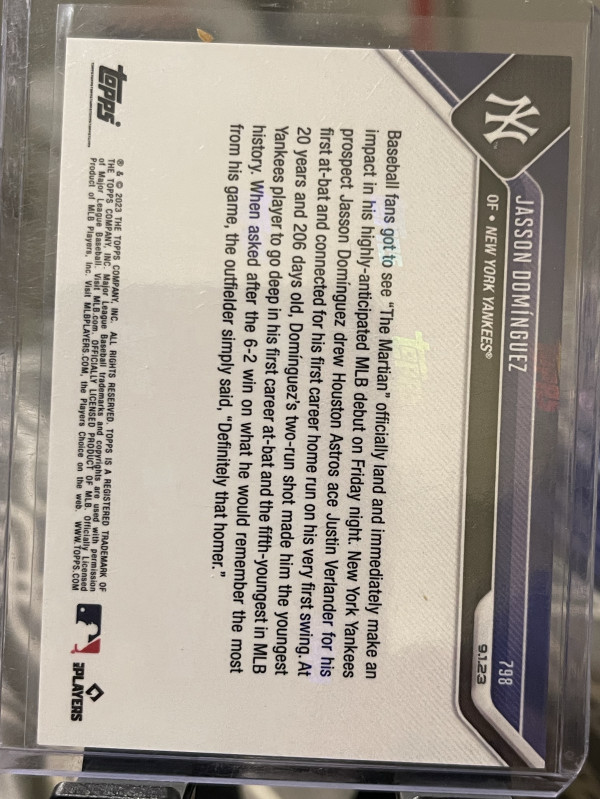 JASSON DOMÍNGUEZ
OF • NEW YORK YANKEES®
798
9.1.23
Baseball fans got to see “The Martian” officially land and immediately make an
impact in his highly-anticipated MLB debut on Friday night. New York Yankees
prospect Jasson Domínguez drew Houston Astros ace Justin Verlander for his
first at-bat and connected for his first career home run on his very first swing. At
20 years and 206 days old, Domínguez's two-run shot made him the youngest
Yankees player to go deep in his first career at-bat and the fifth-youngest in MLB
history. When asked after the 6-2 win on what he would remember the most
from his game, the outfielder simply said, “Definitely that homer.”
topps
® & © 2023 THE TOPPS COMPANY, INC. ALL RIGHTS RESERVED. TOPPS IS A REGISTERED TRADEMARK OF
THE TOPPS COMPANY, INC. Major League Baseball trademarks and copyrights are used with permission
of Major League Baseball. Visit MLB.com. OFFICIALLY LICENSED PRODUCT OF MLB. Officially Licensed
Product of MLB Players, Inc. Visit MLBPLAYERS.COM, the Players Choice on the web. WWW.TOPPS.COM
PLAYERS